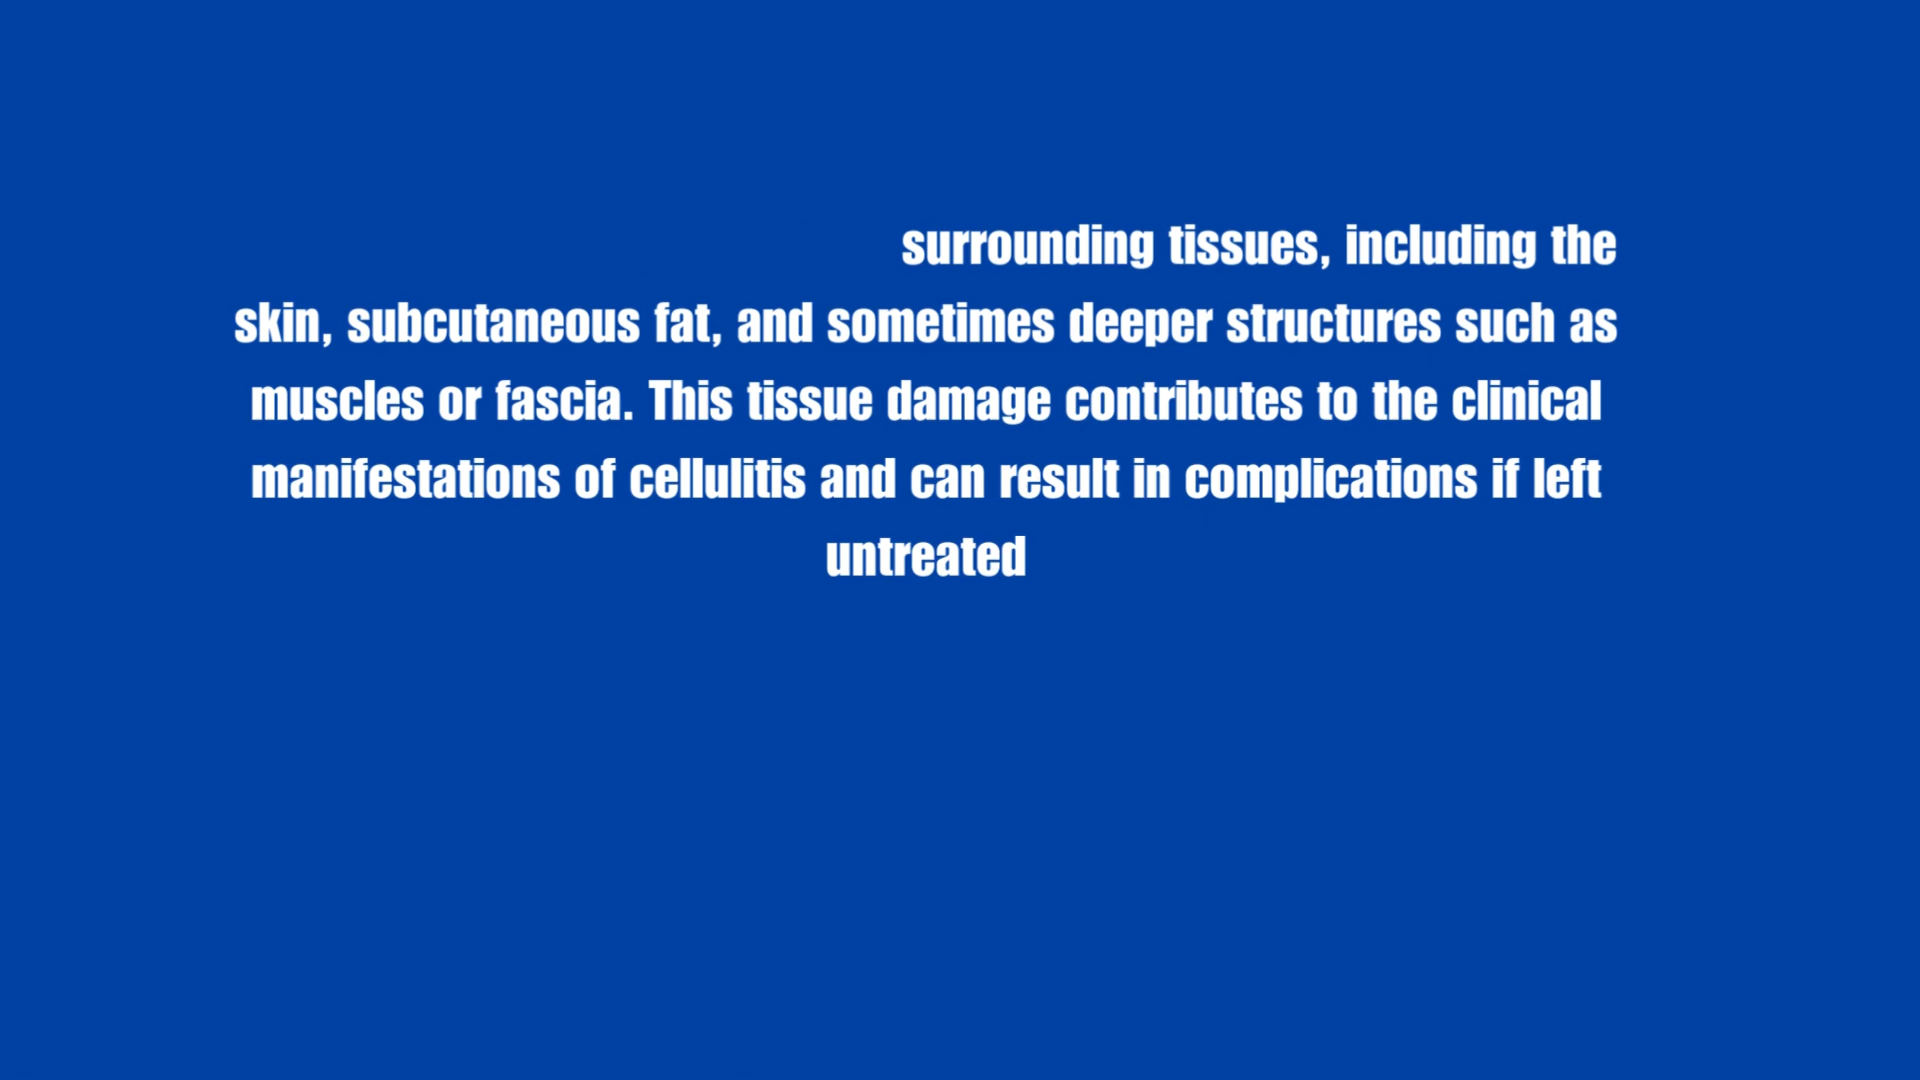 surrounding tissues, including the
skin, subcutaneous fat, and sometimes deeper structures such as
muscles or fascia. This tissue damage contributes to the clinical
manifestations of cellulitis and can result in complications if left
untreated